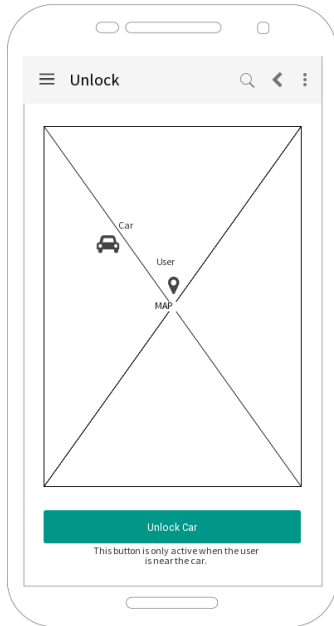 Unlock
Car
User
MAP
Unlock Car
This button is only active when the user
is near the car.